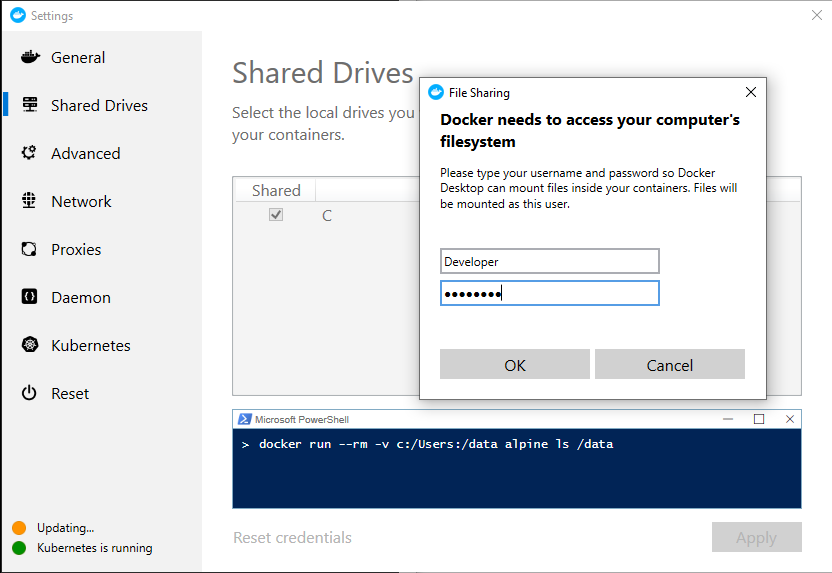 Settings
General
Shared Drives
Advanced
Network
Proxies
Daemon
Kubernetes
Reset
Updating...
Kubernetes is running
Shared Drives
Select the local drives you
your containers.
Shared
C
File Sharing
Docker needs to access your computer's
filesystem
Please type your username and password so Docker
Desktop can mount files inside your containers. Files will
be mounted as this user.
Developer
●●●●●●●●
OK Cancel
Microsoft PowerShell
> docker run --rm -v c:/Users:/data alpine ls /data
Reset credentials
Apply